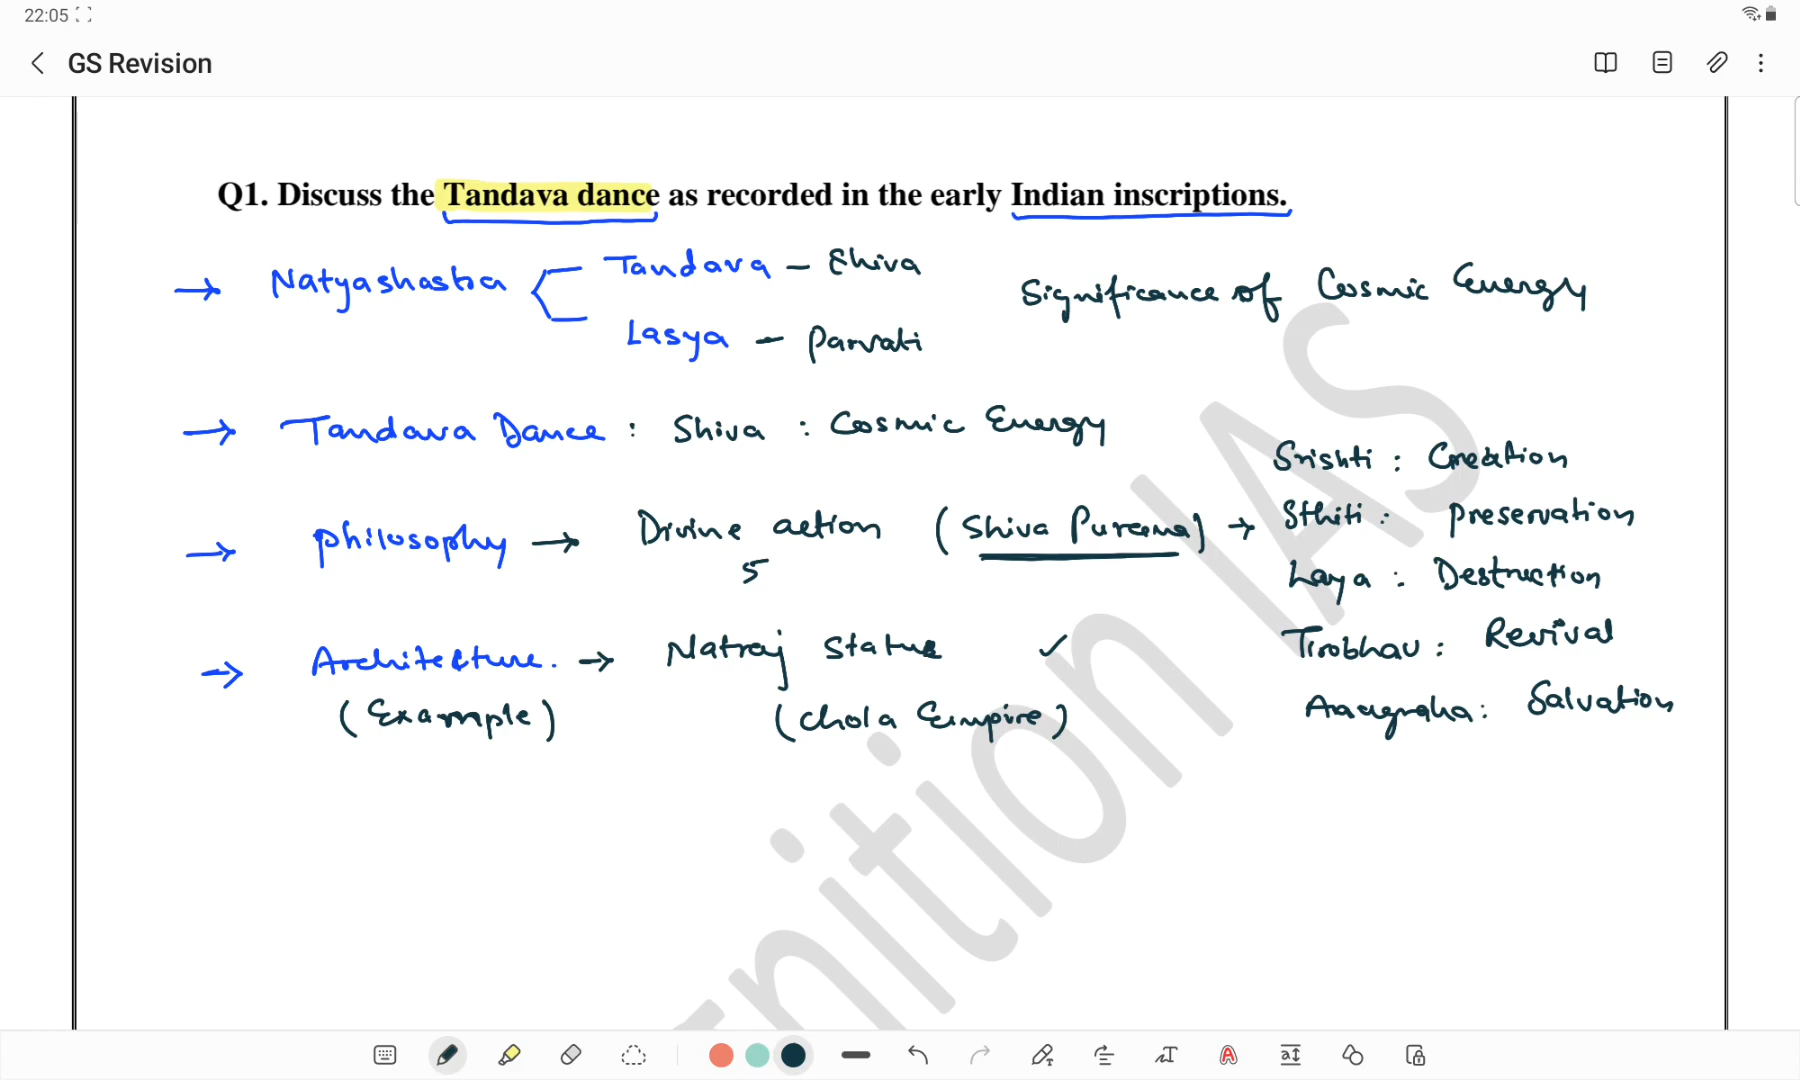 22:05
GS Revision
Q1. Discuss the Tandava dance as recorded in the early Indian inscriptions.
→ Natyashastra
Tandava – Shiva
Lasya – Parvati
Significance of Cosmic Energy
→ Tandava Dance : Shiva : Cosmic Energy
→ Philosophy → Divine action (Shiva Purana) →
5
Srishti : Creation
Sthiti : Preservation
Laya : Destruction
Tirobhav : Revival
Anugraha : Salvation
→ Architecture. → Natraj Statue ✓
(Example) (Chola Empire)
nition IAS